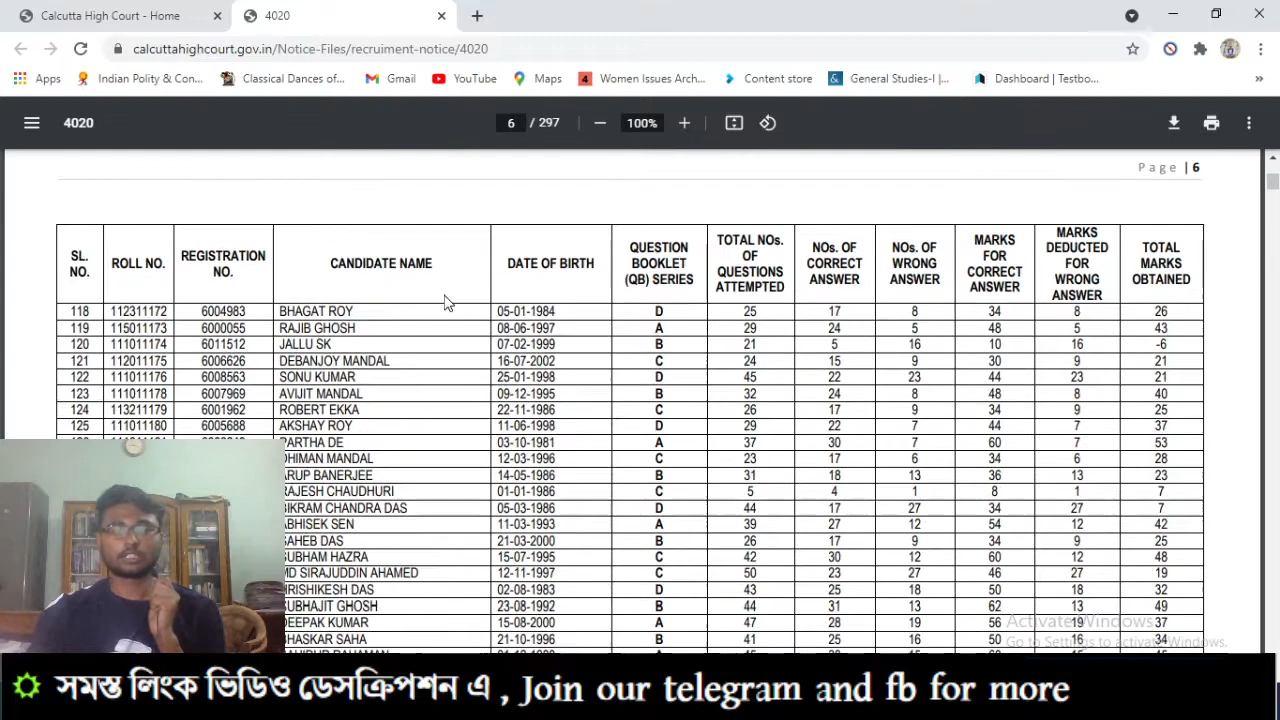 Calcutta High Court - Home × 4020 × +
calcuttahighcourt.gov.in/Notice-Files/recruiment-notice/4020
Apps Indian Polity & Con... Classical Dances of... Gmail YouTube Maps Women Issues Arch... Content store General Studies-I |... Dashboard | Testbo... »
4020 6 / 297 100%
Page | 6
SL. NO. ROLL NO. REGISTRATION NO. CANDIDATE NAME DATE OF BIRTH QUESTION BOOKLET (QB) SERIES TOTAL NOs. OF QUESTIONS ATTEMPTED NOs. OF CORRECT ANSWER NOs. OF WRONG ANSWER MARKS FOR CORRECT ANSWER MARKS DEDUCTED FOR WRONG ANSWER TOTAL MARKS OBTAINED
118 112311172 6004983 BHAGAT ROY 05-01-1984 D 25 17 8 34 8 26
119 115011173 6000055 RAJIB GHOSH 08-06-1997 A 29 24 5 48 5 43
120 111011174 6011512 JALLU SK 07-02-1999 B 21 5 16 10 16 -6
121 112011175 6006626 DEBANJOY MANDAL 16-07-2002 C 24 15 9 30 9 21
122 111011176 6008563 SONU KUMAR 25-01-1998 D 45 22 23 44 23 21
123 111011178 6007969 AVIJIT MANDAL 09-12-1995 B 32 24 8 48 8 40
124 113211179 6001962 ROBERT EKKA 22-11-1986 C 26 17 9 34 9 25
125 111011180 6005688 AKSHAY ROY 11-06-1998 D 29 22 7 44 7 37
PARTHA DE 03-10-1981 A 37 30 7 60 7 53
DHIMAN MANDAL 12-03-1996 C 23 17 6 34 6 28
ARUP BANERJEE 14-05-1986 B 31 18 13 36 13 23
RAJESH CHAUDHURI 01-01-1986 C 5 4 1 8 1 7
BIKRAM CHANDRA DAS 05-03-1986 D 44 17 27 34 27 7
ABHISEK SEN 11-03-1993 A 39 27 12 54 12 42
SAHEB DAS 21-03-2000 B 26 17 9 34 9 25
SUBHAM HAZRA 15-07-1995 C 42 30 12 60 12 48
MD SIRAJUDDIN AHAMED 12-11-1997 C 50 23 27 46 27 19
HRISHIKESH DAS 02-08-1983 D 43 25 18 50 18 32
SUBHAJIT GHOSH 23-08-1992 B 44 31 13 62 13 49
DEEPAK KUMAR 15-08-2000 A 47 28 19 56 19 37
BHASKAR SAHA 21-10-1996 B 41 25 16 50 16 34
Activate Windows
Go to Settings to activate Windows.
সমস্ত লিংক ভিডিও ডেসক্রিপশন এ , Join our telegram and fb for more